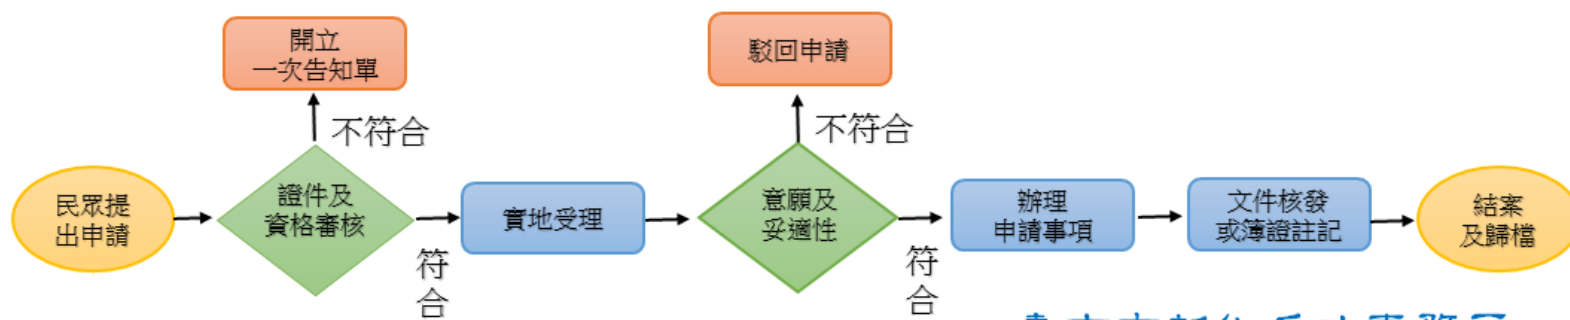 開立
一次告知單
駁回申請
不符合
不符合
民眾提
出申請
證件及
資格審核
實地受理
意願及
妥適性
辦理
申請事項
文件核發
或簿證註記
結案
及歸檔
符
合
符
合